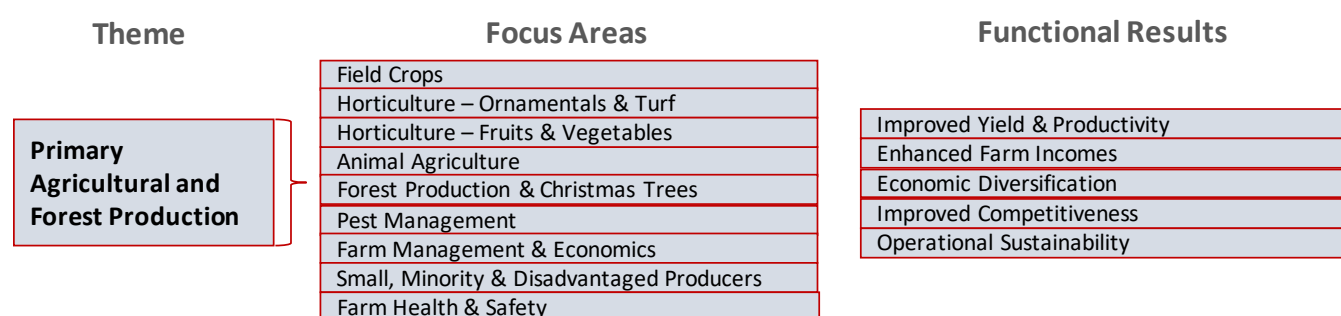 Theme
Focus Areas
Functional Results
Primary
Agricultural and
Forest Production
Field Crops
Horticulture – Ornamentals & Turf
Horticulture – Fruits & Vegetables
Animal Agriculture
Forest Production & Christmas Trees
Pest Management
Farm Management & Economics
Small, Minority & Disadvantaged Producers
Farm Health & Safety
Improved Yield & Productivity
Enhanced Farm Incomes
Economic Diversification
Improved Competitiveness
Operational Sustainability